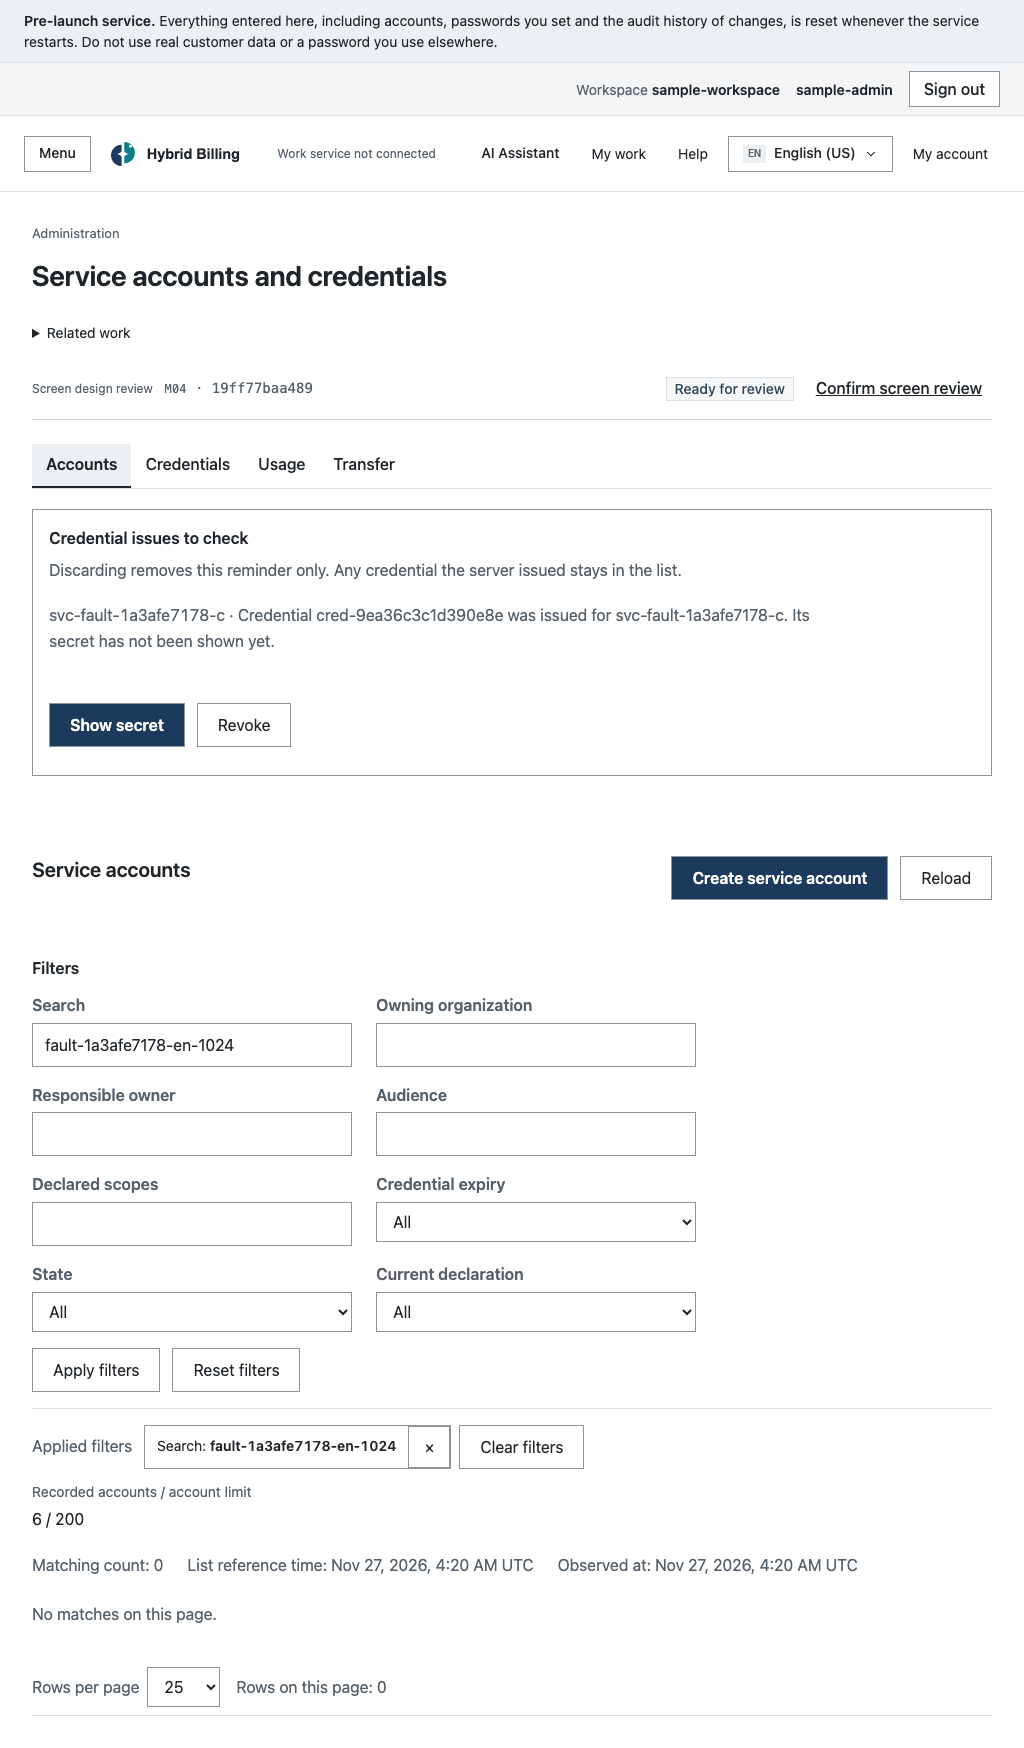 Pre-launch service. Everything entered here, including accounts, passwords you set and the audit history of changes, is reset whenever the service
restarts. Do not use real customer data or a password you use elsewhere.
Workspace sample-workspace sample-admin Sign out
Menu Hybrid Billing Work service not connected AI Assistant My work Help EN English (US) My account
Administration
Service accounts and credentials
Related work
Screen design review M04 · 19ff77baa489 Ready for review Confirm screen review
Accounts Credentials Usage Transfer
Credential issues to check
Discarding removes this reminder only. Any credential the server issued stays in the list.
svc-fault-1a3afe7178-c · Credential cred-9ea36c3c1d390e8e was issued for svc-fault-1a3afe7178-c. Its
secret has not been shown yet.
Show secret Revoke
Service accounts Create service account Reload
Filters
Search Owning organization
fault-1a3afe7178-en-1024
Responsible owner Audience
Declared scopes Credential expiry
All
State Current declaration
All All
Apply filters Reset filters
Applied filters Search: fault-1a3afe7178-en-1024 × Clear filters
Recorded accounts / account limit
6 / 200
Matching count: 0 List reference time: Nov 27, 2026, 4:20 AM UTC Observed at: Nov 27, 2026, 4:20 AM UTC
No matches on this page.
Rows per page 25 Rows on this page: 0